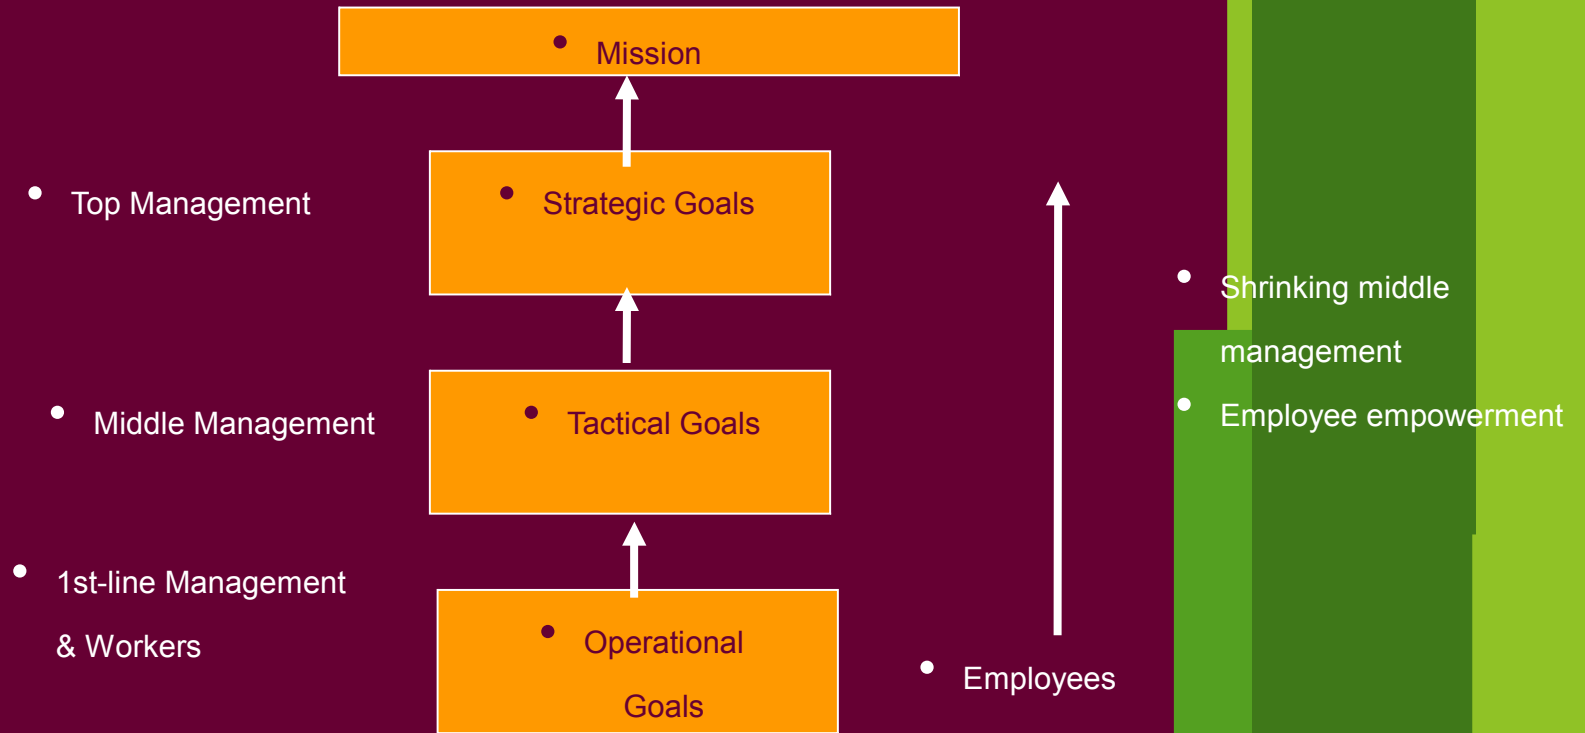 • Mission
• Top Management
• Strategic Goals
• Shrinking middle
management
• Employee empowerment
• Middle Management
• Tactical Goals
• 1st-line Management
& Workers
• Operational
Goals
• Employees